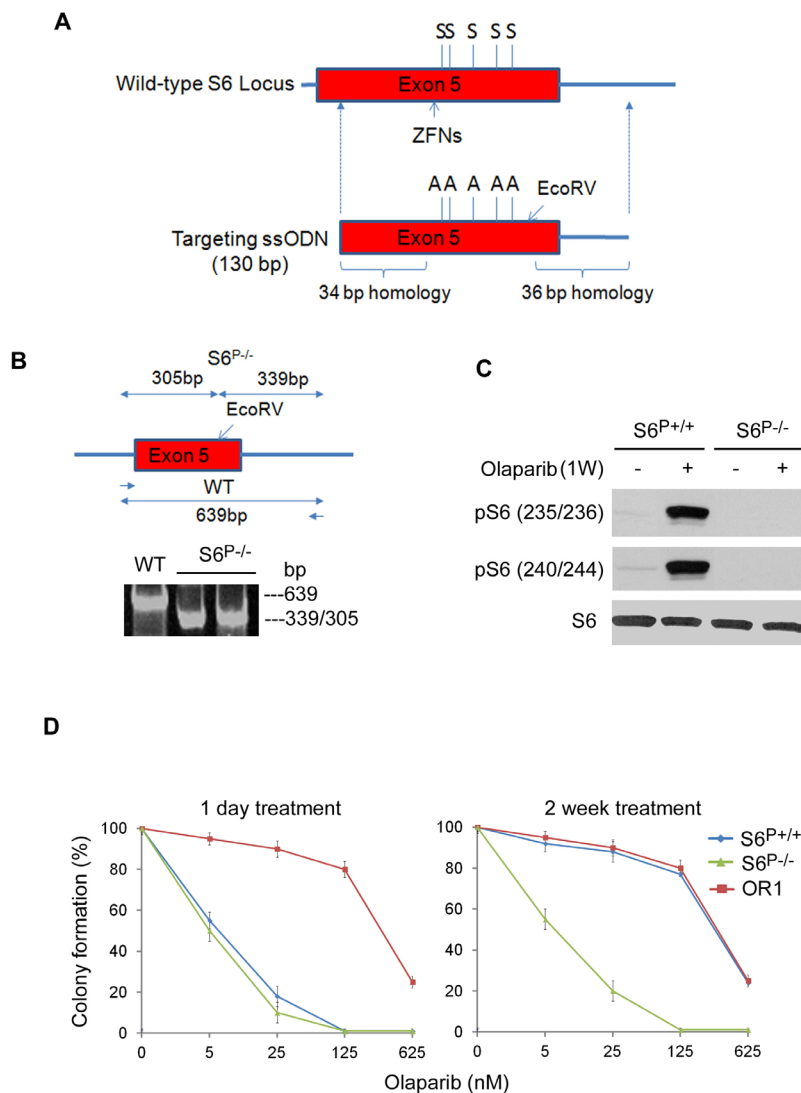 A
S S S S S
Wild-type S6 Locus
Exon 5
ZFNs
A A A A A
EcoRV
Targeting ssODN
(130 bp)
Exon 5
34 bp homology
36 bp homology
B
S6P-/-
305bp
339bp
EcoRV
Exon 5
WT
639bp
WT
S6P-/-
bp
---639
---339/305
C
S6P+/+
S6P-/-
Olaparib (1W)
- + - +
pS6 (235/236)
pS6 (240/244)
S6
D
1 day treatment
Colony formation (%)
100
80
60
40
20
0
0 5 25 125 625
2 week treatment
100
80
60
40
20
0
0 5 25 125 625
S6P+/+
S6P-/-
OR1
Olaparib (nM)